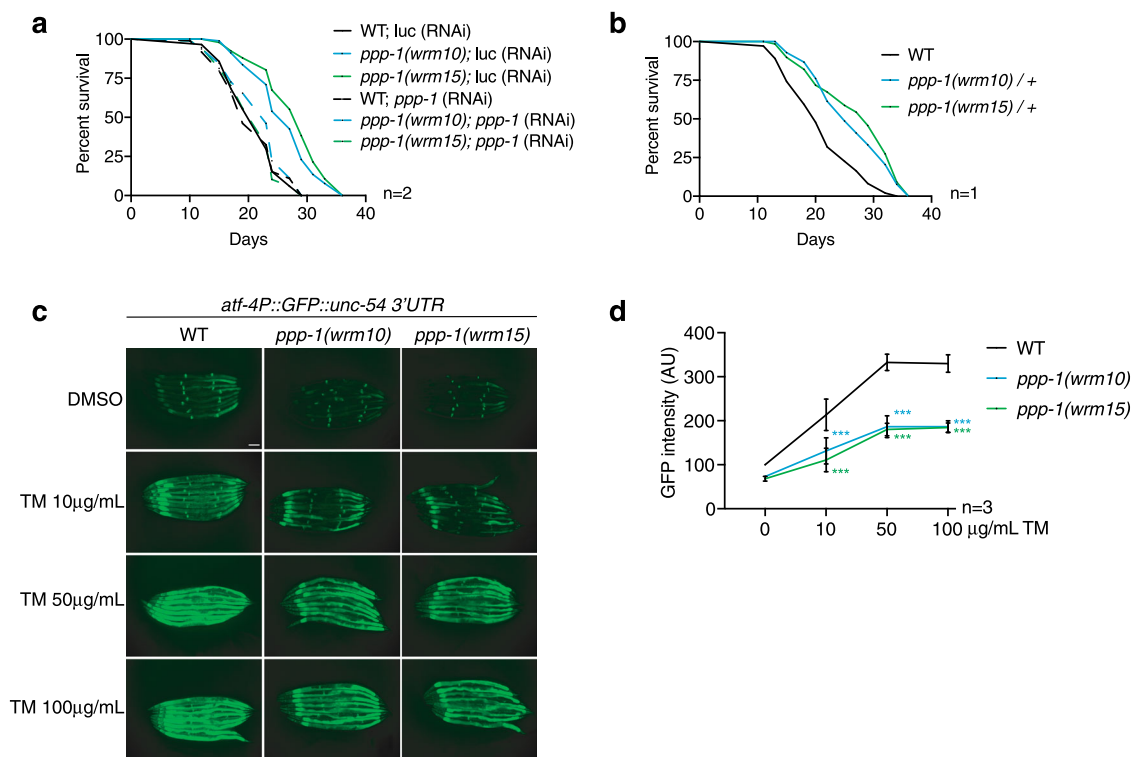 a
WT; luc (RNAi)
ppp-1(wrm10); luc (RNAi)
ppp-1(wrm15); luc (RNAi)
WT; ppp-1 (RNAi)
ppp-1(wrm10); ppp-1 (RNAi)
ppp-1(wrm15); ppp-1 (RNAi)
Percent survival
100
75
50
25
0
0 10 20 30 40
n=2
Days
b
WT
ppp-1(wrm10) / +
ppp-1(wrm15) / +
Percent survival
100
75
50
25
0
0 10 20 30 40
n=1
Days
c
atf-4P::GFP::unc-54 3'UTR
WT ppp-1(wrm10) ppp-1(wrm15)
DMSO
TM 10μg/mL
TM 50μg/mL
TM 100μg/mL
d
WT
ppp-1(wrm10)
ppp-1(wrm15)
GFP intensity (AU)
400
300
200
100
0
***
***
***
***
***
***
n=3
0 10 50 100 μg/mL TM